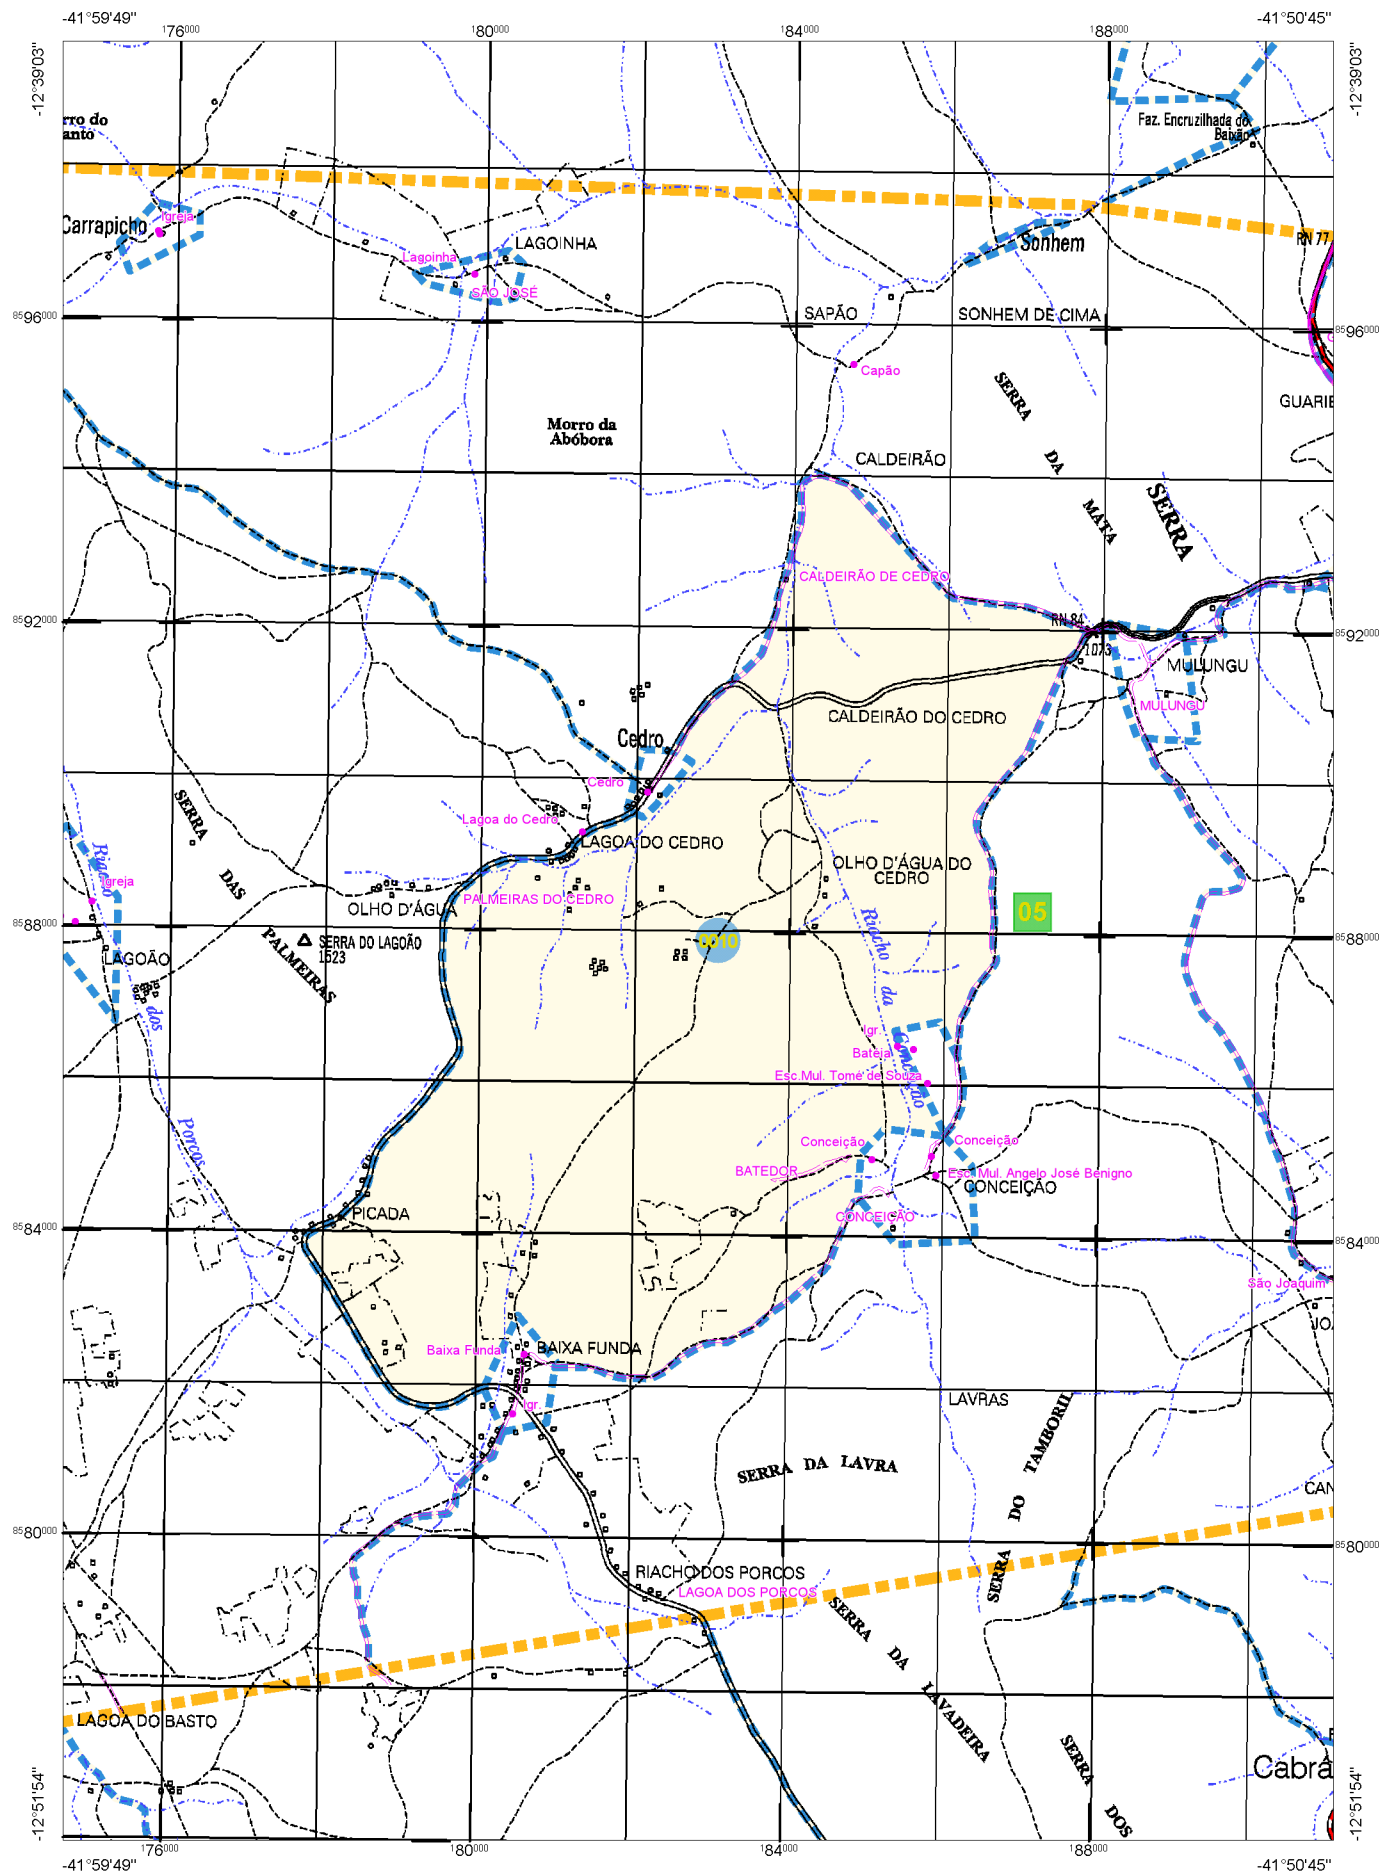 -41°59'49"
-41°50'45"
176000
180000
184000
188000
-12°39'03"
-12°39'03"
rro do
anto
Faz. Encruzilhada do
Baixão
Carrapicho
Igreja
Lagoinha
LAGOINHA
SÃO JOSÉ
Sonhem
RN 77
8596000
SAPÃO
SONHEM DE CIMA
8596000
Capão
SERRA
DA
MATA
GUARIB
Morro da
Abóbora
CALDEIRÃO
SERRA
CALDEIRÃO DE CEDRO
8592000
RN 84
1073
8592000
MULUNGU
MULUNGU
CALDEIRÃO DO CEDRO
Cedro
Cedro
SERRA
DAS
PALMEIRAS
Lagoa do Cedro
LAGOA DO CEDRO
Riacho
dos
Porcos
OLHO D'ÁGUA DO
CEDRO
Igreja
PALMEIRAS DO CEDRO
OLHO D'ÁGUA
05
8588000
SERRA DO LAGOÃO
1523
0010
8588000
LAGOÃO
Riacho
da
Conceição
Igr.
Bateja
Esc.Mul. Tomé de Souza
Conceição
Conceição
BATEDOR
Esc. Mul. Angelo José Benigno
CONCEIÇÃO
PICADA
CONCEIÇÃO
8584000
8584000
São Joaquim
JO
Baixa Funda
BAIXA FUNDA
Igr.
LAVRAS
SERRA DO TAMBORIL
SERRA DA LAVRA
CAN
8580000
8580000
RIACHO DOS PORCOS
LAGOA DOS PORCOS
SERRA
DA
LAVADEIRA
LAGOA DO BASTO
SERRA
DOS
Cabrá
-12°51'54"
-12°51'54"
176000
180000
184000
188000
-41°59'49"
-41°50'45"